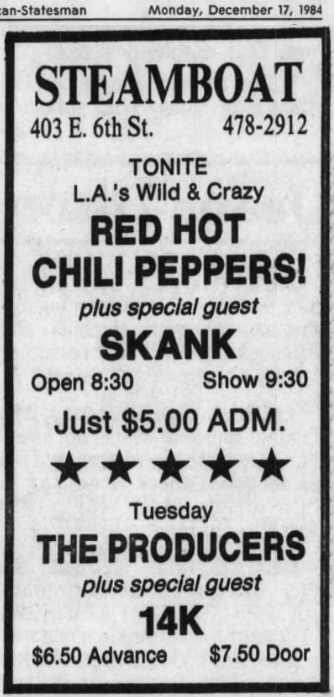 can-Statesman Monday, December 17, 1984
STEAMBOAT
403 E. 6th St. 478-2912
TONITE
L.A.'s Wild & Crazy
RED HOT
CHILI PEPPERS!
plus special guest
SKANK
Open 8:30 Show 9:30
Just $5.00 ADM.
★ ★ ★ ★ ★
Tuesday
THE PRODUCERS
plus special guest
14K
$6.50 Advance $7.50 Door